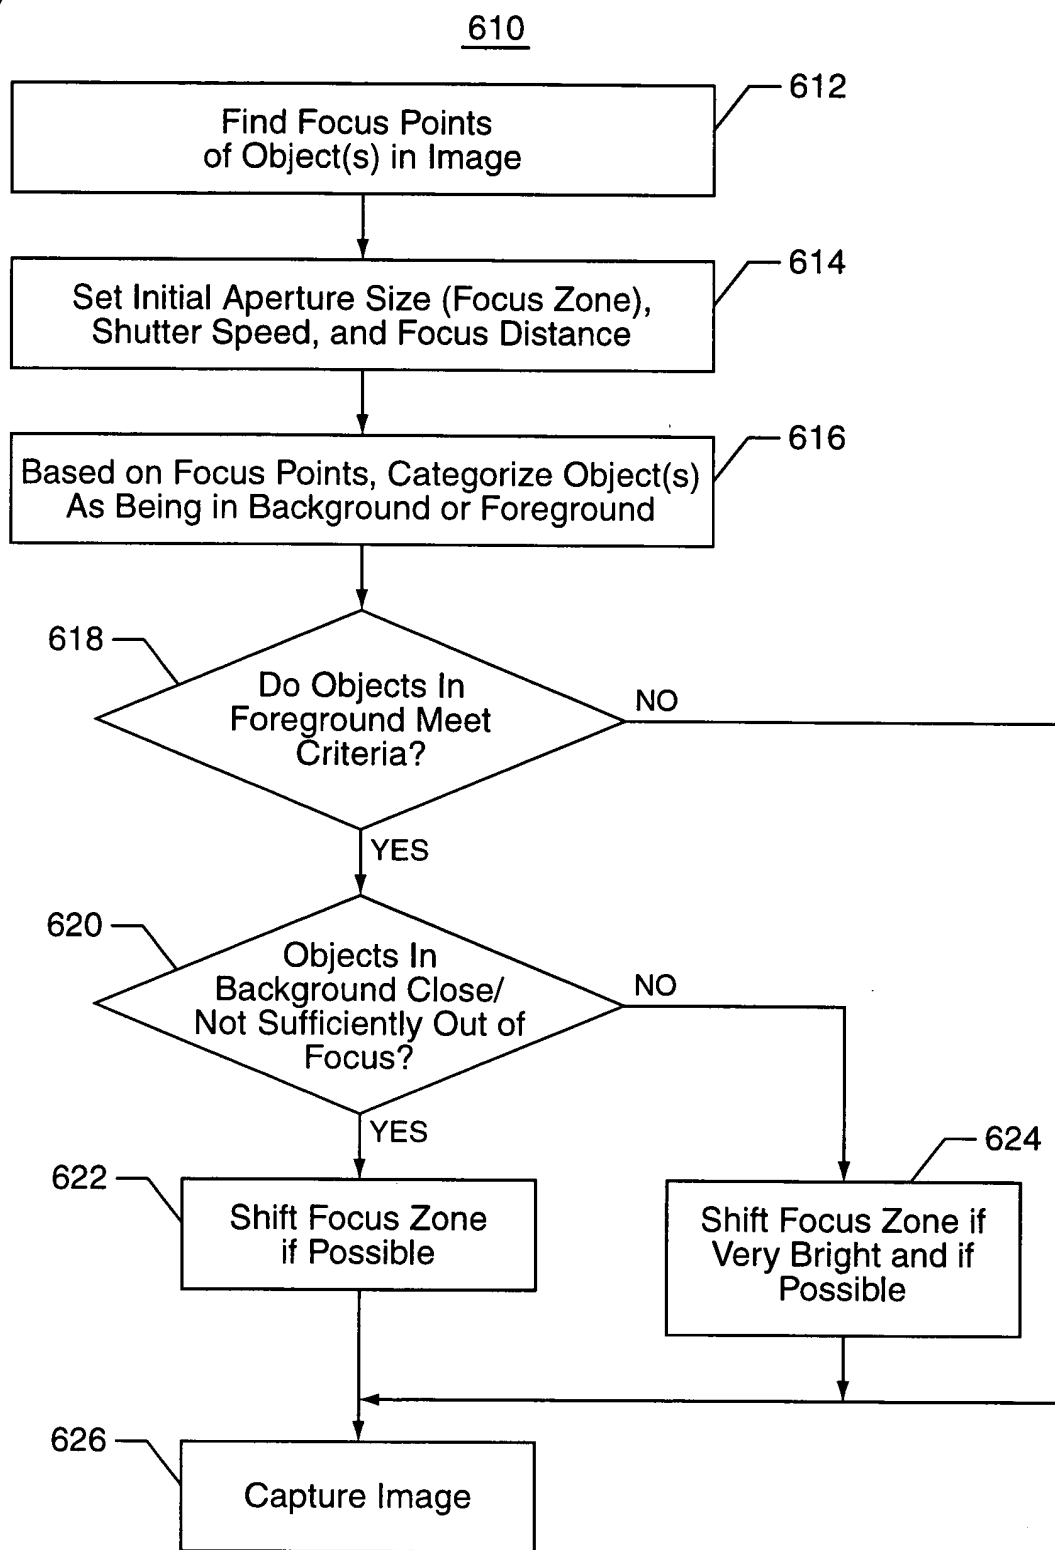 610
612
Find Focus Points
of Object(s) in Image
614
Set Initial Aperture Size (Focus Zone),
Shutter Speed, and Focus Distance
616
Based on Focus Points, Categorize Object(s)
As Being in Background or Foreground
618
Do Objects In
Foreground Meet
Criteria?
NO
YES
620
Objects In
Background Close/
Not Sufficiently Out of
Focus?
NO
YES
622
Shift Focus Zone
if Possible
624
Shift Focus Zone if
Very Bright and if
Possible
626
Capture Image